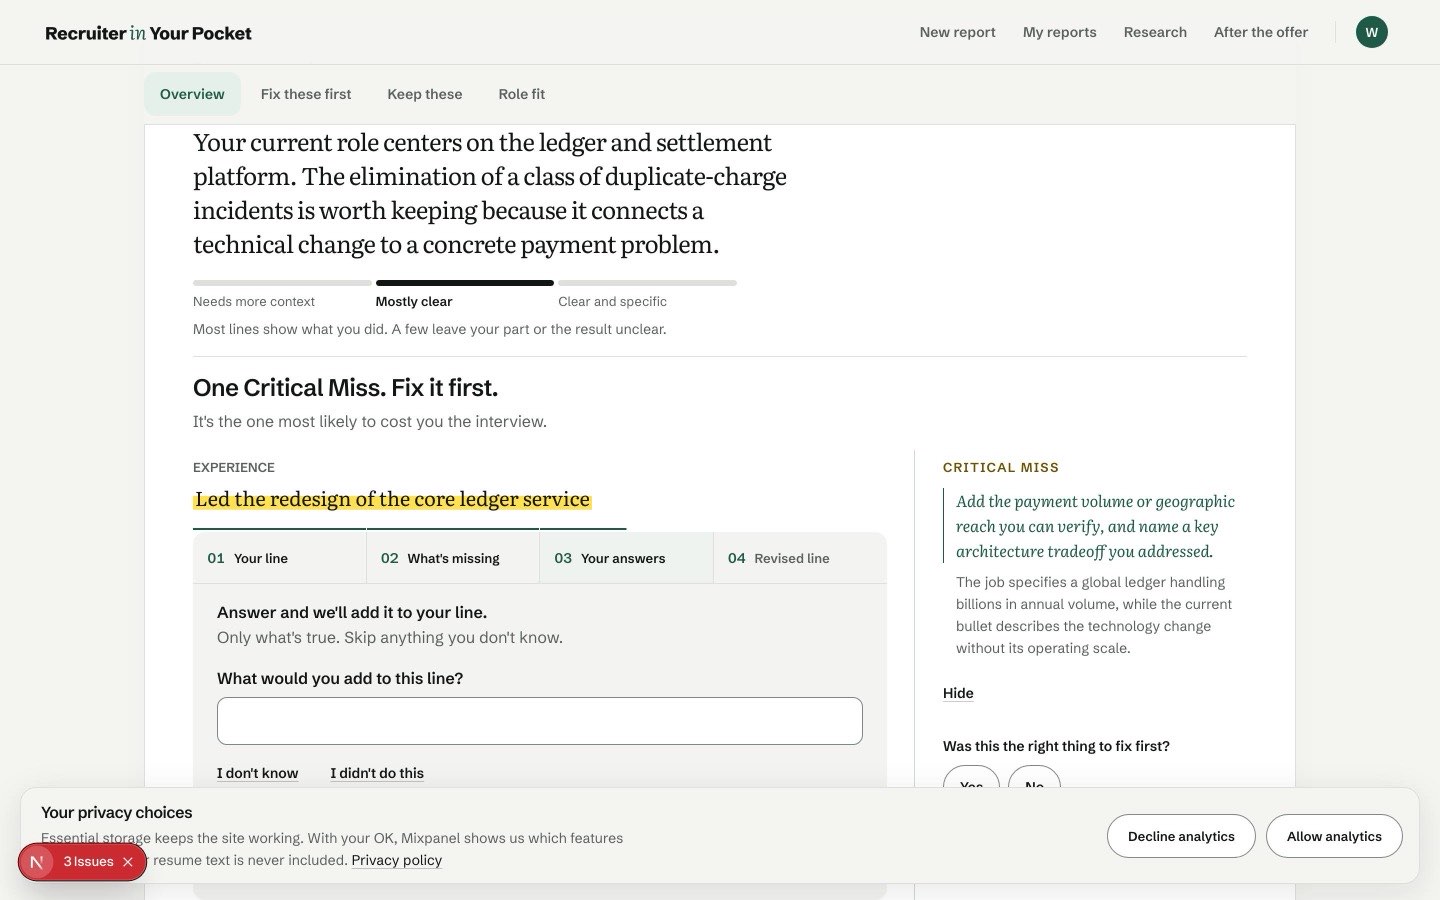 Recruiter in Your Pocket
New report
My reports
Research
After the offer
W
Overview
Fix these first
Keep these
Role fit
Your current role centers on the ledger and settlement
platform. The elimination of a class of duplicate-charge
incidents is worth keeping because it connects a
technical change to a concrete payment problem.
Needs more context
Mostly clear
Clear and specific
Most lines show what you did. A few leave your part or the result unclear.
One Critical Miss. Fix it first.
It's the one most likely to cost you the interview.
EXPERIENCE
Led the redesign of the core ledger service
01 Your line
02 What's missing
03 Your answers
04 Revised line
Answer and we'll add it to your line.
Only what's true. Skip anything you don't know.
What would you add to this line?
I don't know
I didn't do this
CRITICAL MISS
Add the payment volume or geographic
reach you can verify, and name a key
architecture tradeoff you addressed.
The job specifies a global ledger handling
billions in annual volume, while the current
bullet describes the technology change
without its operating scale.
Hide
Was this the right thing to fix first?
Yes
No
Your privacy choices
Essential storage keeps the site working. With your OK, Mixpanel shows us which features
resume text is never included. Privacy policy
Decline analytics
Allow analytics
N
3 Issues